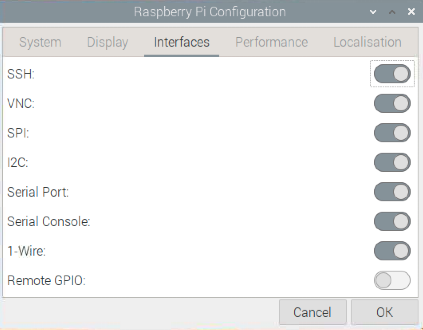 Raspberry Pi Configuration
System Display Interfaces Performance Localisation
SSH:
VNC:
SPI:
I2C:
Serial Port:
Serial Console:
1-Wire:
Remote GPIO:
Cancel OK